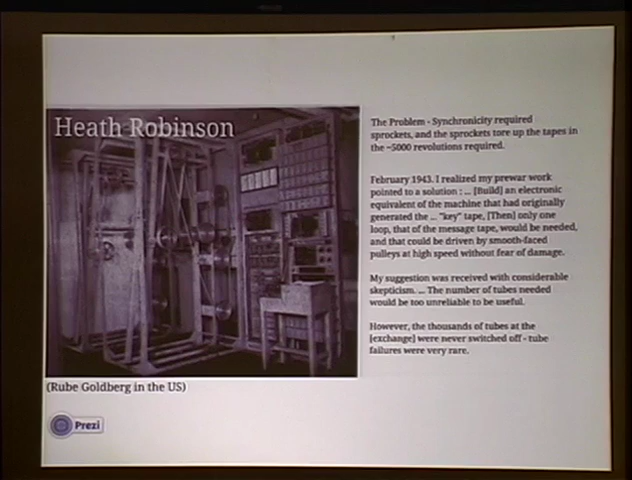 Heath Robinson
The Problem - Synchronicity required
sprockets, and the sprockets tore up the tapes in
the ~5000 revolutions required.
February 1943. I realized my prewar work
pointed to a solution : ... [Build] an electronic
equivalent of the machine that had originally
generated the ... "key" tape, [Then] only one
loop, that of the message tape, would be needed,
and that could be driven by smooth-faced
pulleys at high speed without fear of damage.
My suggestion was received with considerable
skepticism. ... The number of tubes needed
would be too unreliable to be useful.
However, the thousands of tubes at the
[exchange] were never switched off - tube
failures were very rare.
(Rube Goldberg in the US)
Prezi